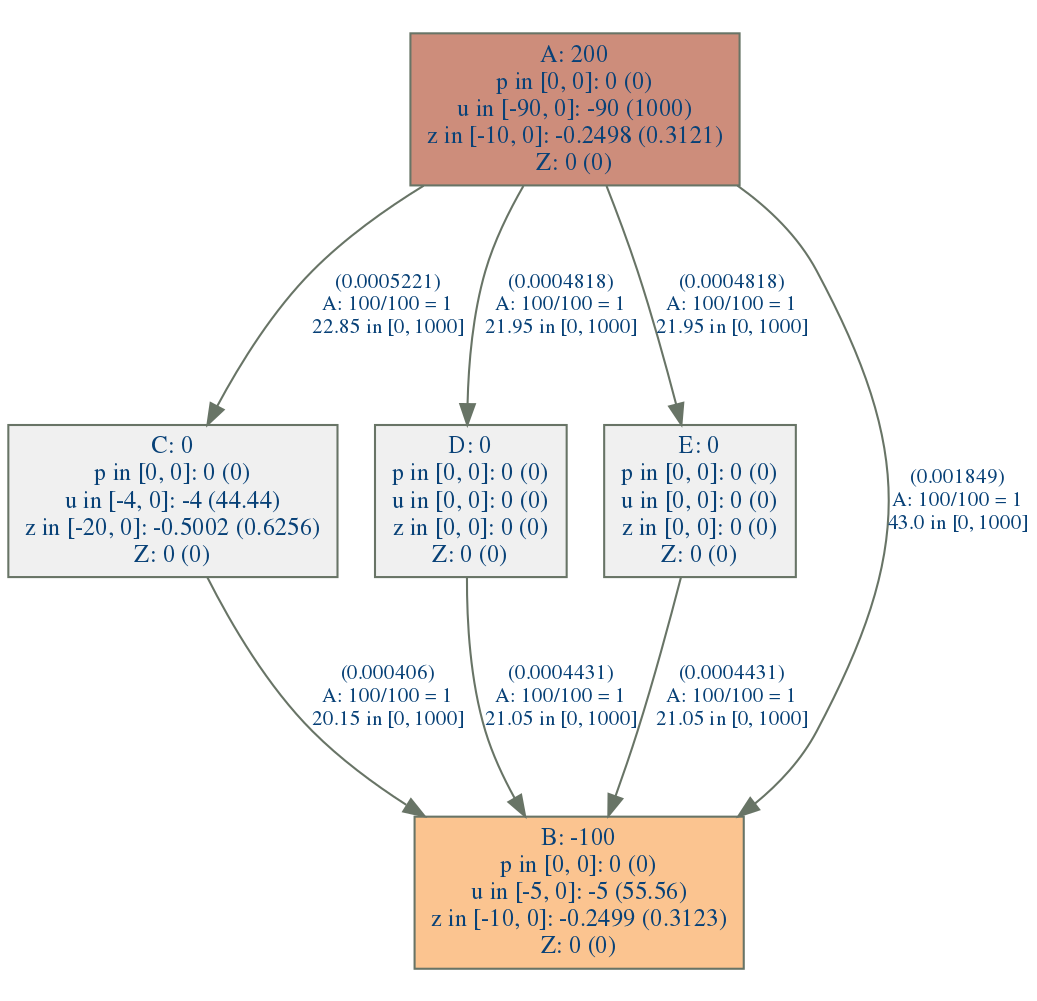 A: 200
p in [0, 0]: 0 (0)
u in [-90, 0]: -90 (1000)
z in [-10, 0]: -0.2498 (0.3121)
Z: 0 (0)
(0.0005221)
A: 100/100 = 1
22.85 in [0, 1000]
(0.0004818)
A: 100/100 = 1
21.95 in [0, 1000]
(0.0004818)
A: 100/100 = 1
21.95 in [0, 1000]
C: 0
p in [0, 0]: 0 (0)
u in [-4, 0]: -4 (44.44)
z in [-20, 0]: -0.5002 (0.6256)
Z: 0 (0)
D: 0
p in [0, 0]: 0 (0)
u in [0, 0]: 0 (0)
z in [0, 0]: 0 (0)
Z: 0 (0)
E: 0
p in [0, 0]: 0 (0)
u in [0, 0]: 0 (0)
z in [0, 0]: 0 (0)
Z: 0 (0)
(0.001849)
A: 100/100 = 1
43.0 in [0, 1000]
(0.000406)
A: 100/100 = 1
20.15 in [0, 1000]
(0.0004431)
A: 100/100 = 1
21.05 in [0, 1000]
(0.0004431)
A: 100/100 = 1
21.05 in [0, 1000]
B: -100
p in [0, 0]: 0 (0)
u in [-5, 0]: -5 (55.56)
z in [-10, 0]: -0.2499 (0.3123)
Z: 0 (0)